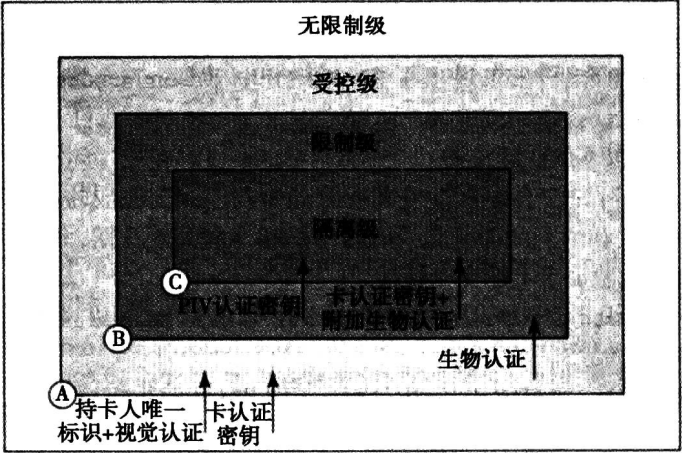 无限制级
受控级
限制级
隔离级
C
PIV认证密钥
卡认证密钥+
附加生物认证
B
生物认证
A
持卡人唯一
标识+视觉认证
卡认证
密钥